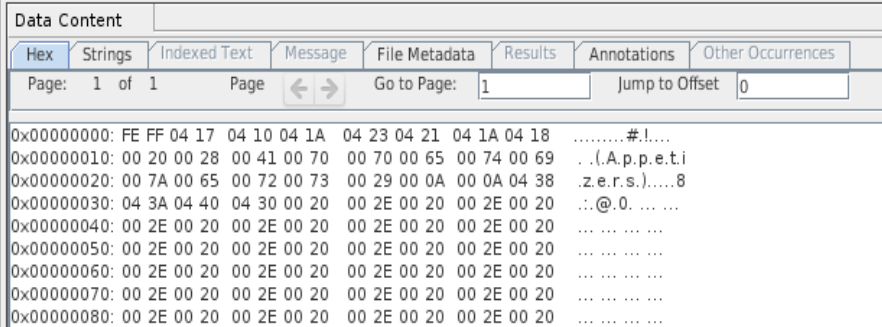 Data Content
Hex Strings Indexed Text Message File Metadata Results Annotations Other Occurrences
Page: 1 of 1 Page Go to Page: 1 Jump to Offset 0
0x00000000: FE FF 04 17 04 10 04 1A 04 23 04 21 04 1A 04 18 .........#.!....
0x00000010: 00 20 00 28 00 41 00 70 00 70 00 65 00 74 00 69 . .(.A.p.p.e.t.i
0x00000020: 00 7A 00 65 00 72 00 73 00 29 00 0A 00 0A 04 38 .z.e.r.s.).....8
0x00000030: 04 3A 04 40 04 30 00 20 00 2E 00 20 00 2E 00 20 .:.@.0. ... ...
0x00000040: 00 2E 00 20 00 2E 00 20 00 2E 00 20 00 2E 00 20 ... ... ... ...
0x00000050: 00 2E 00 20 00 2E 00 20 00 2E 00 20 00 2E 00 20 ... ... ... ...
0x00000060: 00 2E 00 20 00 2E 00 20 00 2E 00 20 00 2E 00 20 ... ... ... ...
0x00000070: 00 2E 00 20 00 2E 00 20 00 2E 00 20 00 2E 00 20 ... ... ... ...
0x00000080: 00 2E 00 20 00 2E 00 20 00 2E 00 20 00 2E 00 20 ... ... ... ...